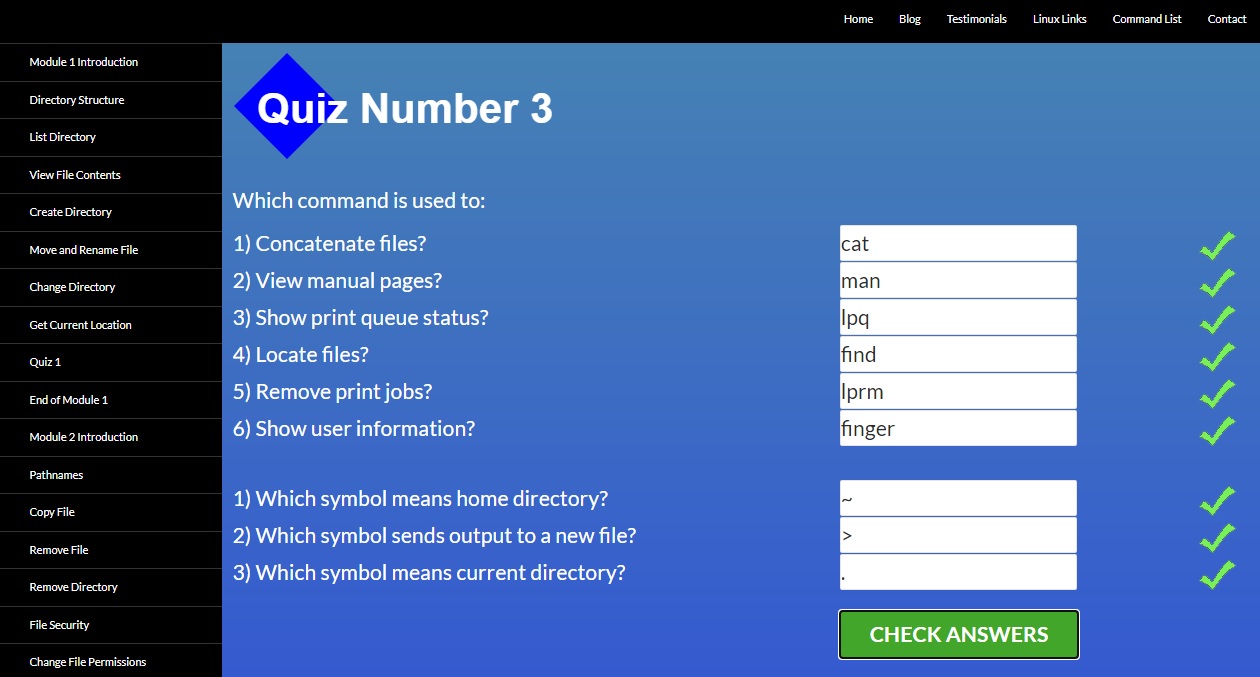 Home Blog Testimonials Linux Links Command List Contact
Module 1 Introduction
Directory Structure
List Directory
View File Contents
Create Directory
Move and Rename File
Change Directory
Get Current Location
Quiz 1
End of Module 1
Module 2 Introduction
Pathnames
Copy File
Remove File
Remove Directory
File Security
Change File Permissions
Quiz Number 3
Which command is used to:
1) Concatenate files? cat
2) View manual pages? man
3) Show print queue status? lpq
4) Locate files? find
5) Remove print jobs? lprm
6) Show user information? finger
1) Which symbol means home directory? ~
2) Which symbol sends output to a new file? >
3) Which symbol means current directory? .
CHECK ANSWERS